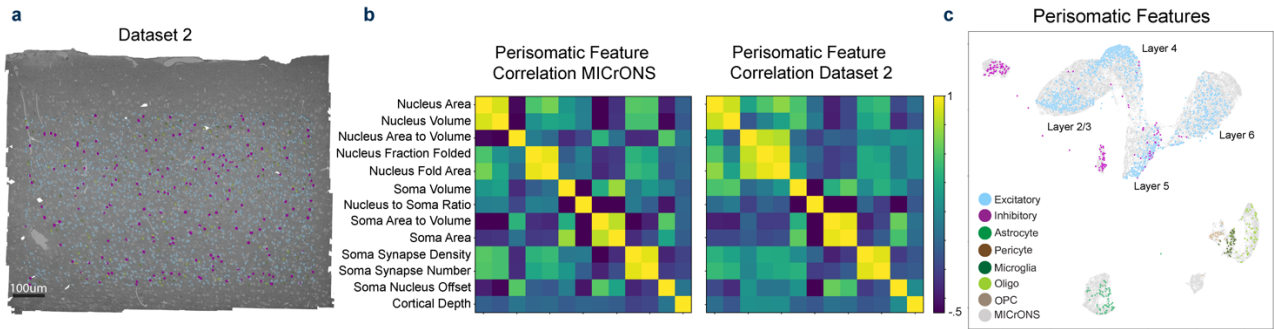 a
Dataset 2
100um
b
Perisomatic Feature
Correlation MICrONS
Perisomatic Feature
Correlation Dataset 2
Nucleus Area
Nucleus Volume
Nucleus Area to Volume
Nucleus Fraction Folded
Nucleus Fold Area
Soma Volume
Nucleus to Soma Ratio
Soma Area to Volume
Soma Area
Soma Synapse Density
Soma Synapse Number
Soma Nucleus Offset
Cortical Depth
1
-.5
c
Perisomatic Features
Layer 4
Layer 2/3
Layer 6
Layer 5
Excitatory
Inhibitory
Astrocyte
Pericyte
Microglia
Oligo
OPC
MICrONS